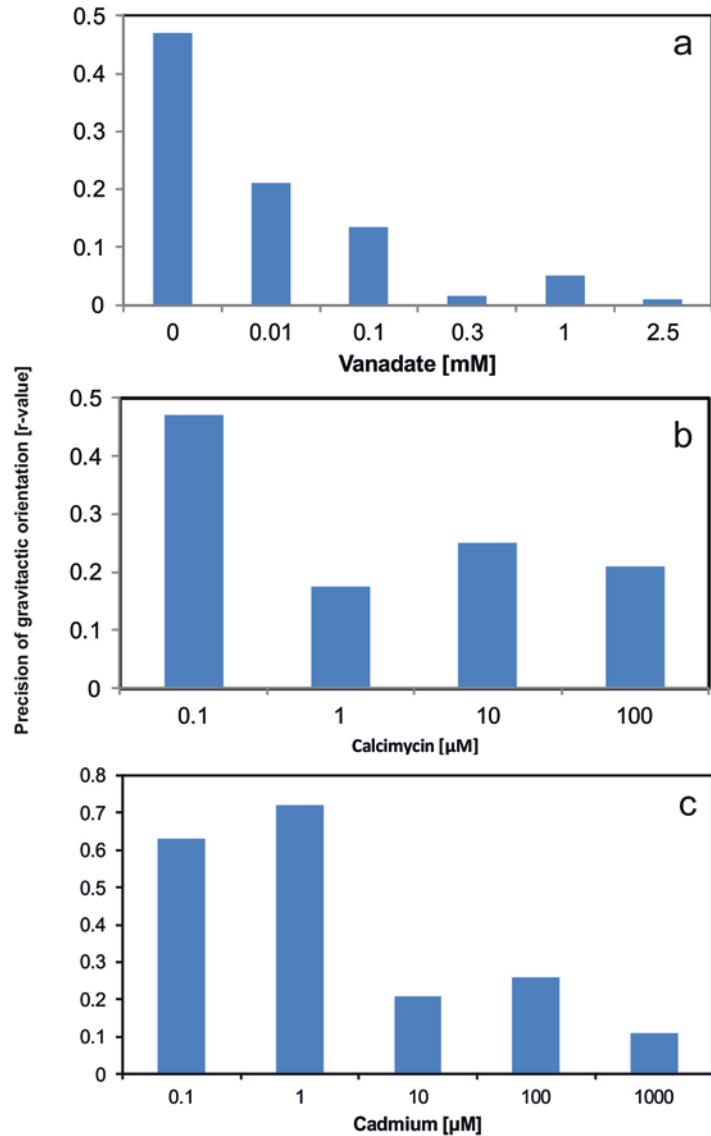 Precision of gravitactic orientation [r-value]
a
0.5
0.4
0.3
0.2
0.1
0
0 0.01 0.1 0.3 1 2.5
Vanadate [mM]
b
0.5
0.4
0.3
0.2
0.1
0
0.1 1 10 100
Calcimycin [µM]
c
0.8
0.7
0.6
0.5
0.4
0.3
0.2
0.1
0
0.1 1 10 100 1000
Cadmium [µM]